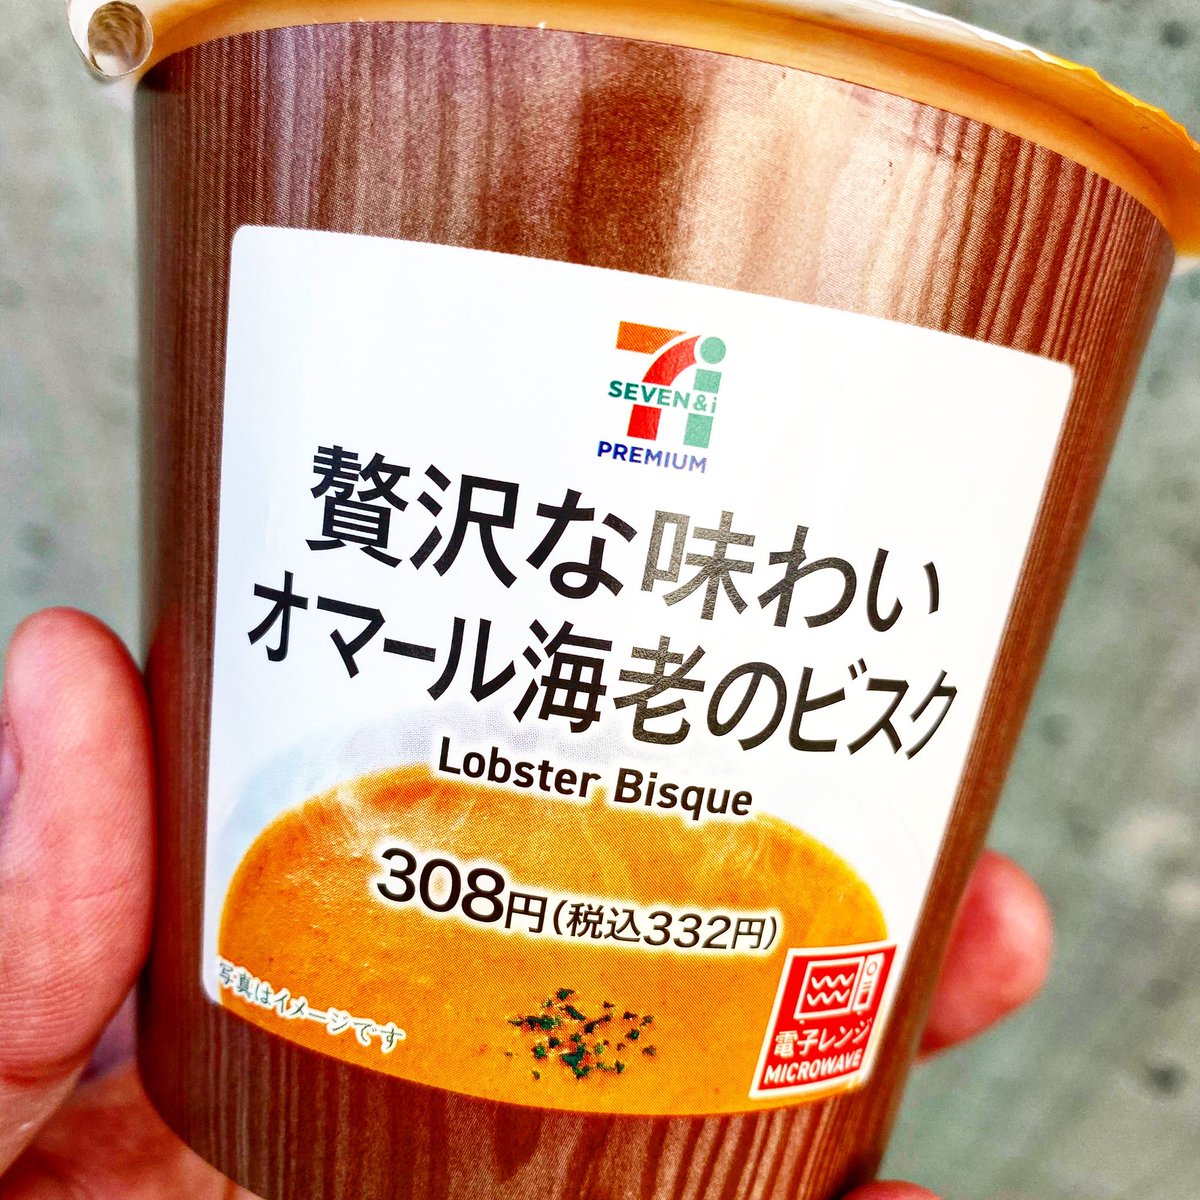 SEVEN&i
PREMIUM
贅沢な味わい
オマール海老のビスク
Lobster Bisque
308円(税込332円)
写真はイメージです
電子レンジ
MICROWAVE